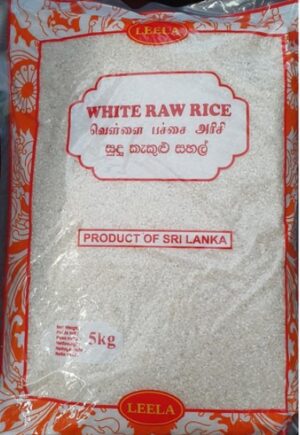 LEELA
WHITE RAW RICE
வெள்ளை பச்சை அரிசி
සුදු කැකුළු සහල්
PRODUCT OF SRI LANKA
5kg
LEELA